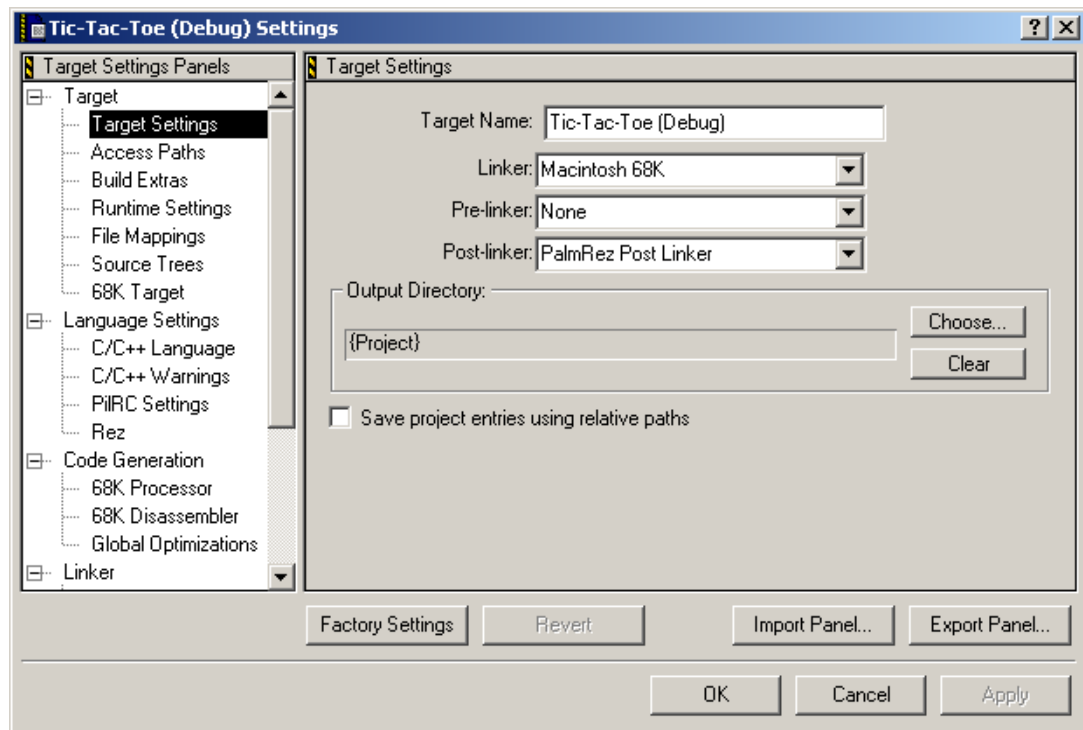 Tic-Tac-Toe (Debug) Settings
Target Settings Panels
Target
Target Settings
Access Paths
Build Extras
Runtime Settings
File Mappings
Source Trees
68K Target
Language Settings
C/C++ Language
C/C++ Warnings
PilRC Settings
Rez
Code Generation
68K Processor
68K Disassembler
Global Optimizations
Linker
Target Settings
Target Name: Tic-Tac-Toe (Debug)
Linker: Macintosh 68K
Pre-linker: None
Post-linker: PalmRez Post Linker
Output Directory:
{Project}
Choose...
Clear
Save project entries using relative paths
Factory Settings Revert Import Panel... Export Panel...
OK Cancel Apply